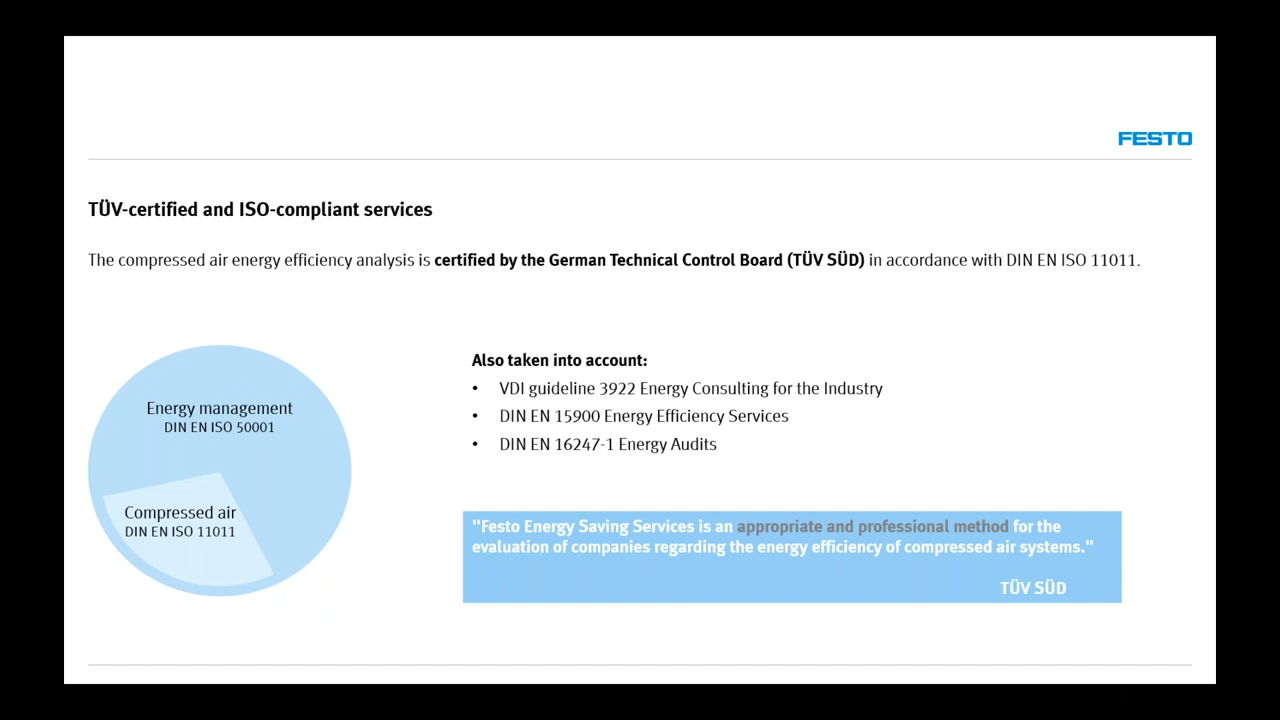 FESTO
TÜV-certified and ISO-compliant services
The compressed air energy efficiency analysis is certified by the German Technical Control Board (TÜV SÜD) in accordance with DIN EN ISO 11011.
Energy management
DIN EN ISO 50001
Compressed air
DIN EN ISO 11011
Also taken into account:
• VDI guideline 3922 Energy Consulting for the Industry
• DIN EN 15900 Energy Efficiency Services
• DIN EN 16247-1 Energy Audits
"Festo Energy Saving Services is an appropriate and professional method for the
evaluation of companies regarding the energy efficiency of compressed air systems."
TÜV SÜD